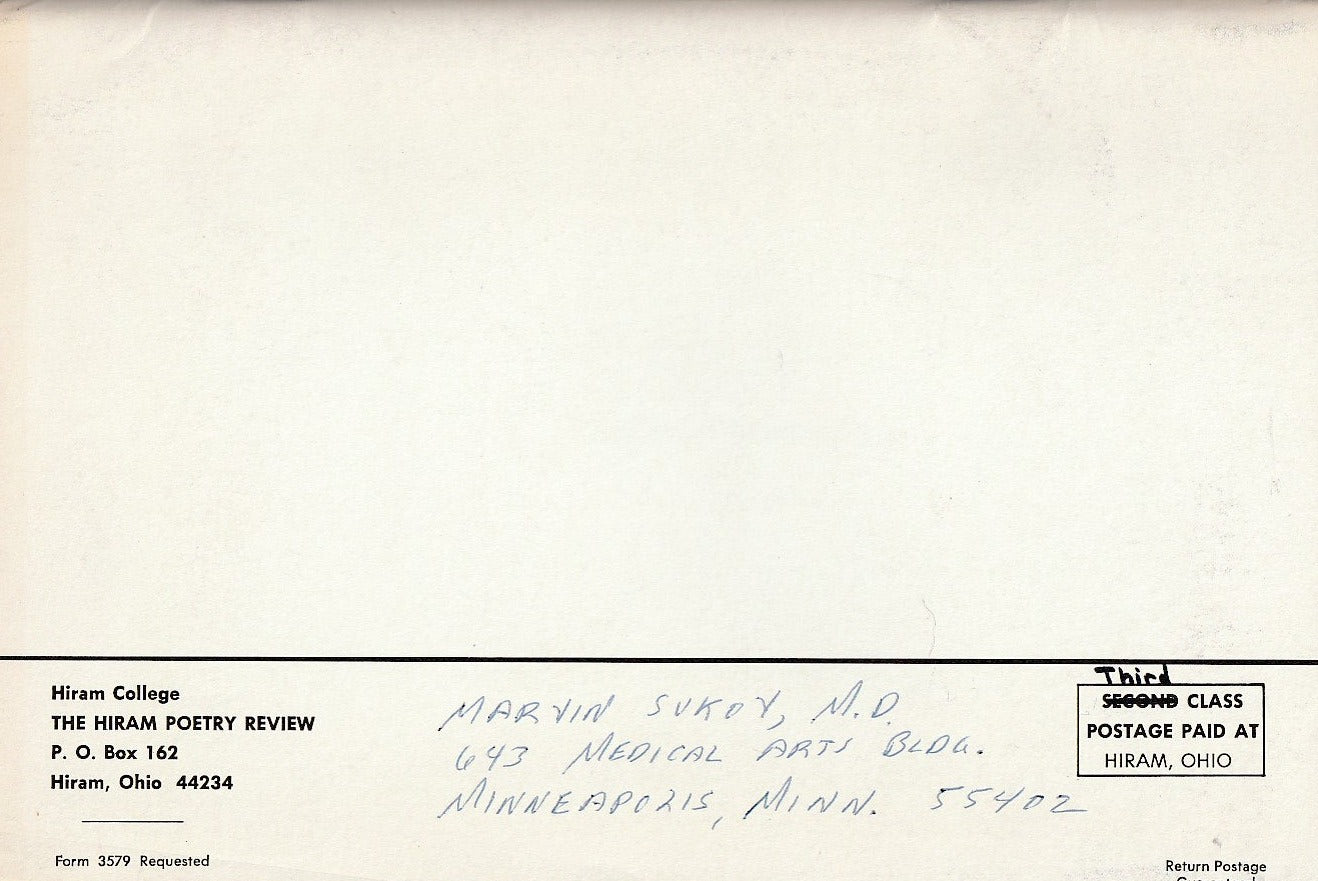 Hiram College
THE HIRAM POETRY REVIEW
P. O. Box 162
Hiram, Ohio 44234
Form 3579 Requested
MARVIN SUKOV, M.D.
643 MEDICAL ARTS BLDG.
MINNEAPOLIS, MINN. 55402
Third
SECOND CLASS
POSTAGE PAID AT
HIRAM, OHIO
Return Postage